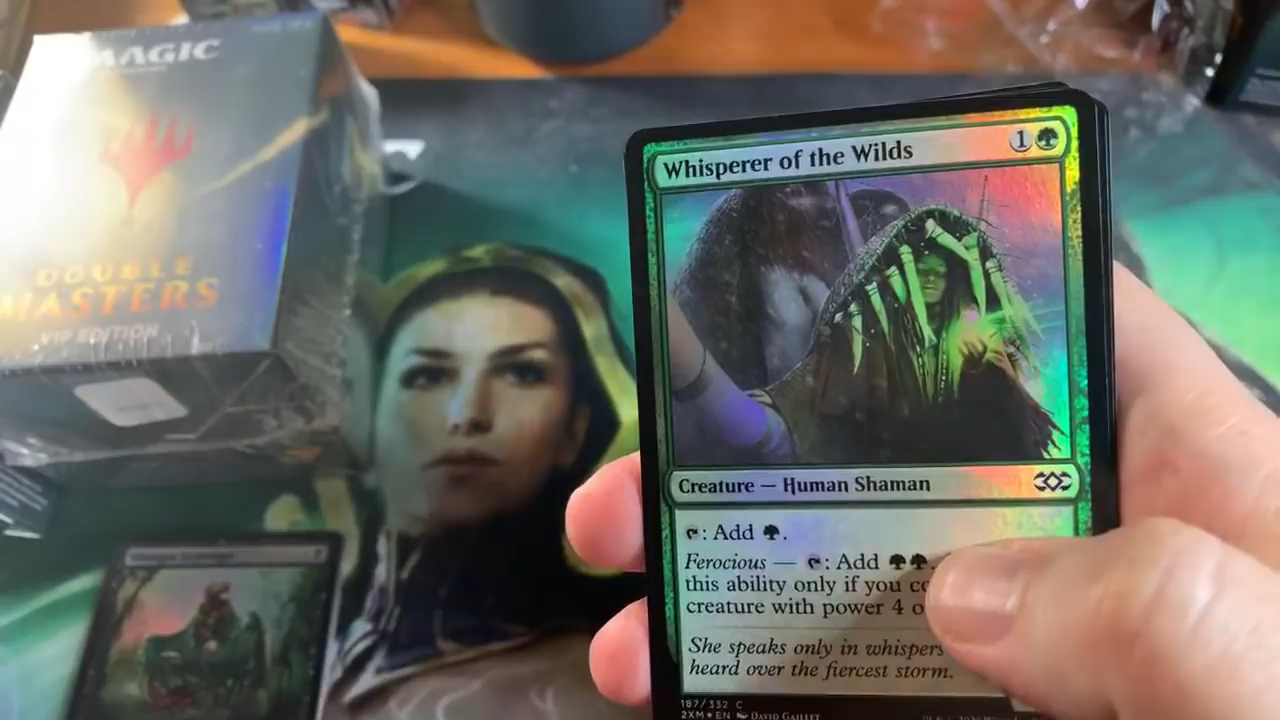 MAGIC
DOUBLE
MASTERS
VIP EDITION
Whisperer of the Wilds
1
Creature — Human Shaman
: Add .
Ferocious — : Add .
this ability only if you
creature with power 4
She speaks only in whispers
heard over the fiercest storm.
187/332 C
2XM ★ EN DAVID GALLET